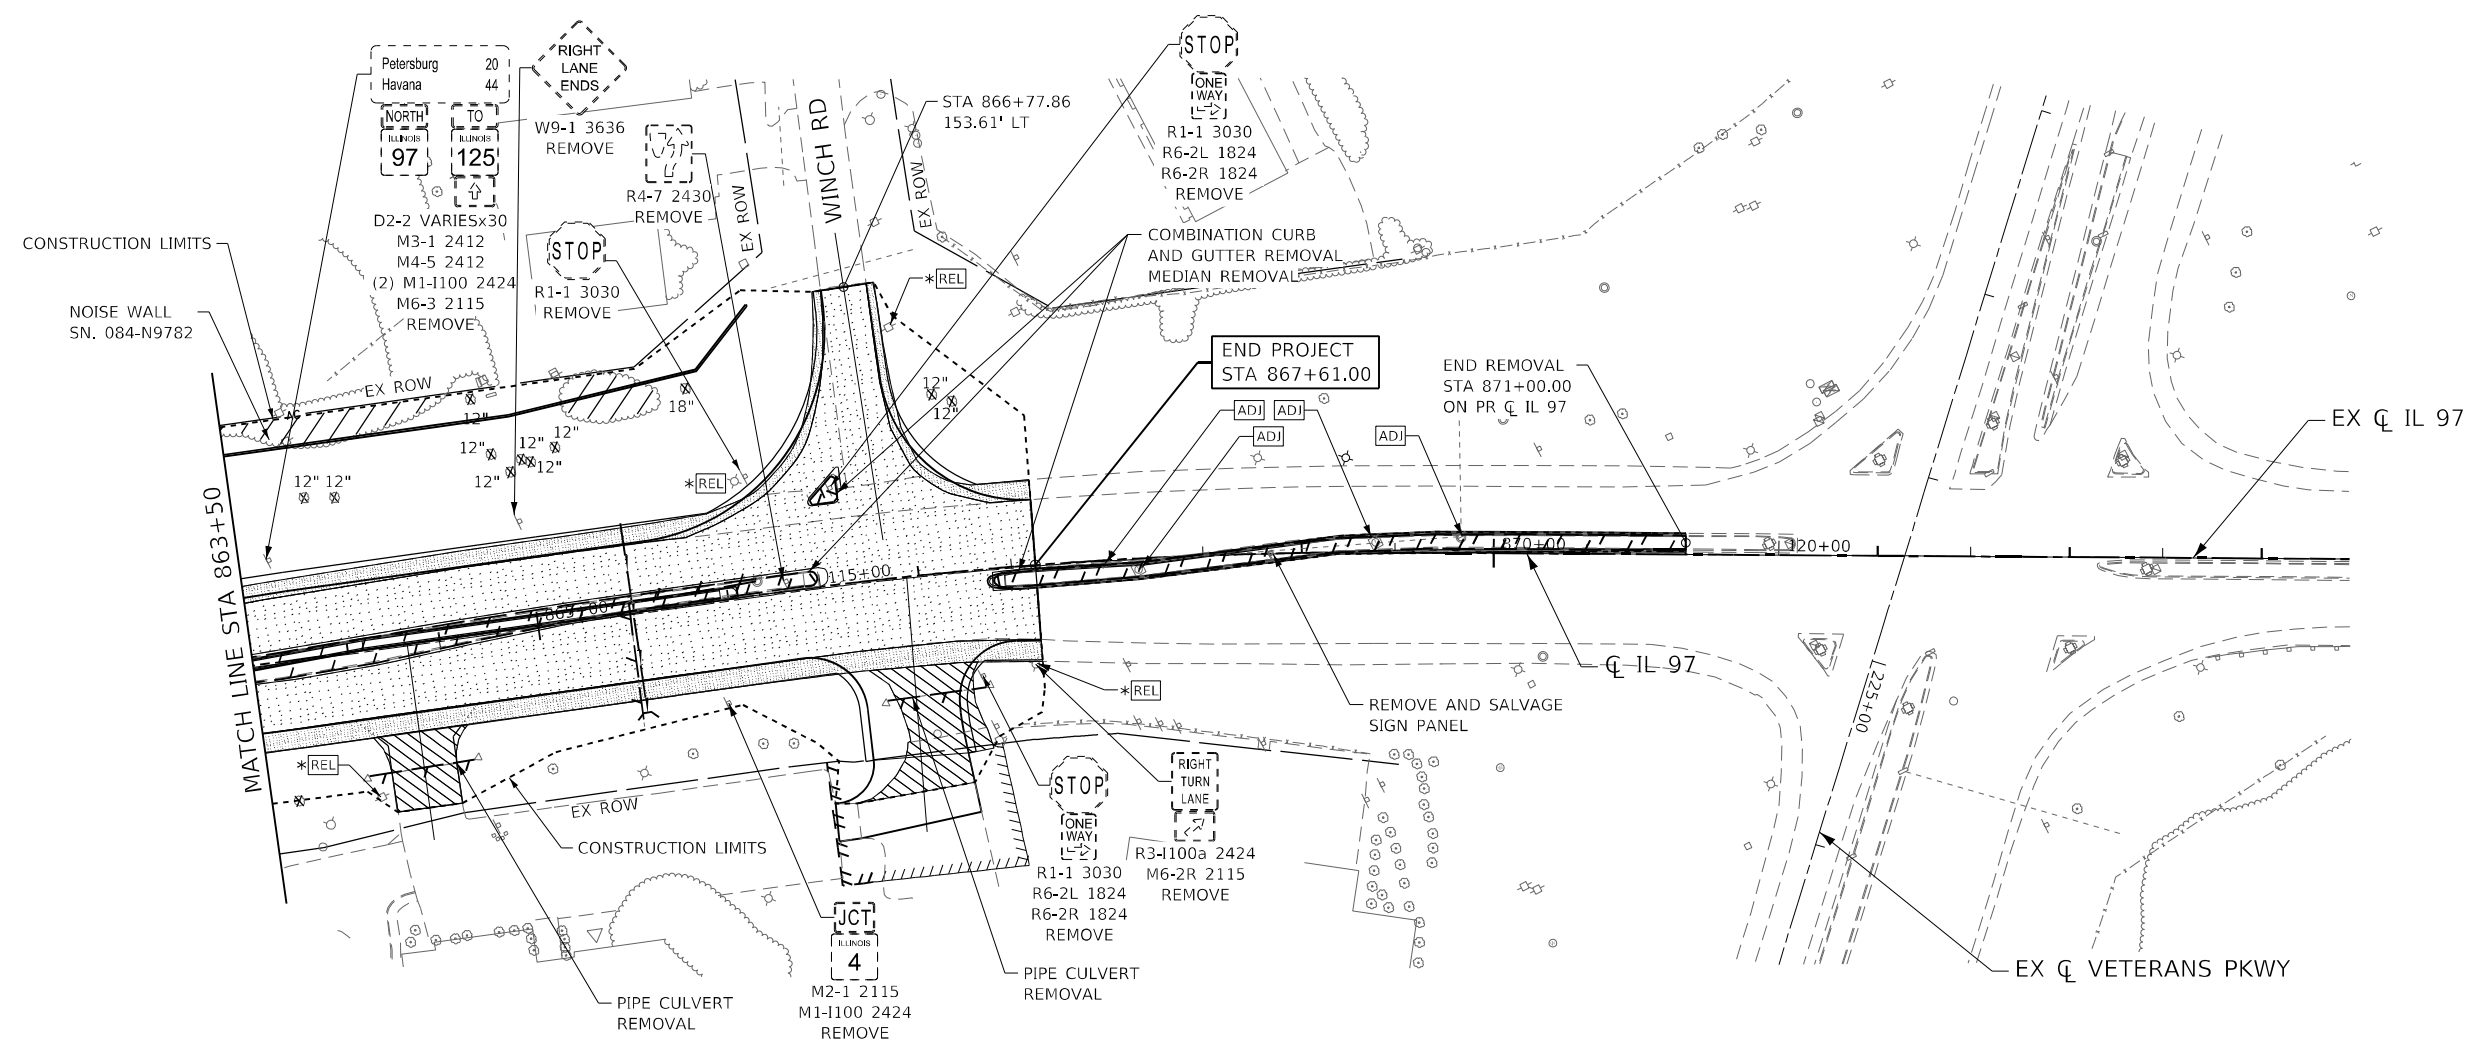 Petersburg 20
Havana 44
NORTH
ILLINOIS
97
TO
ILLINOIS
125
D2-2 VARIESx30
M3-1 2412
M4-5 2412
(2) M1-I100 2424
M6-3 2115
REMOVE
RIGHT
LANE
ENDS
W9-1 3636
REMOVE
R4-7 2430
REMOVE
STOP
R1-1 3030
REMOVE
CONSTRUCTION LIMITS
NOISE WALL
SN. 084-N9782
EX ROW
EX ROW
WINCH RD
EX ROW
STA 866+77.86
153.61' LT
STOP
ONE
WAY
R1-1 3030
R6-2L 1824
R6-2R 1824
REMOVE
COMBINATION CURB
AND GUTTER REMOVAL
MEDIAN REMOVAL
*REL
END PROJECT
STA 867+61.00
END REMOVAL
STA 871+00.00
ON PR ℄ IL 97
EX ℄ IL 97
ADJ
ADJ
ADJ
ADJ
12"
18"
12"
12"
12"
12"
12"
12"
12"
12"
12" 12"
*REL
MATCH LINE STA 863+50
115+00
870+00
120+00
℄ IL 97
REMOVE AND SALVAGE
SIGN PANEL
*REL
*REL
EX ROW
CONSTRUCTION LIMITS
PIPE CULVERT
REMOVAL
JCT
ILLINOIS
4
M2-1 2115
M1-I100 2424
REMOVE
PIPE CULVERT
REMOVAL
STOP
ONE
WAY
R1-1 3030
R6-2L 1824
R6-2R 1824
REMOVE
RIGHT
TURN
LANE
R3-I100a 2424
M6-2R 2115
REMOVE
L225+00
EX ℄ VETERANS PKWY